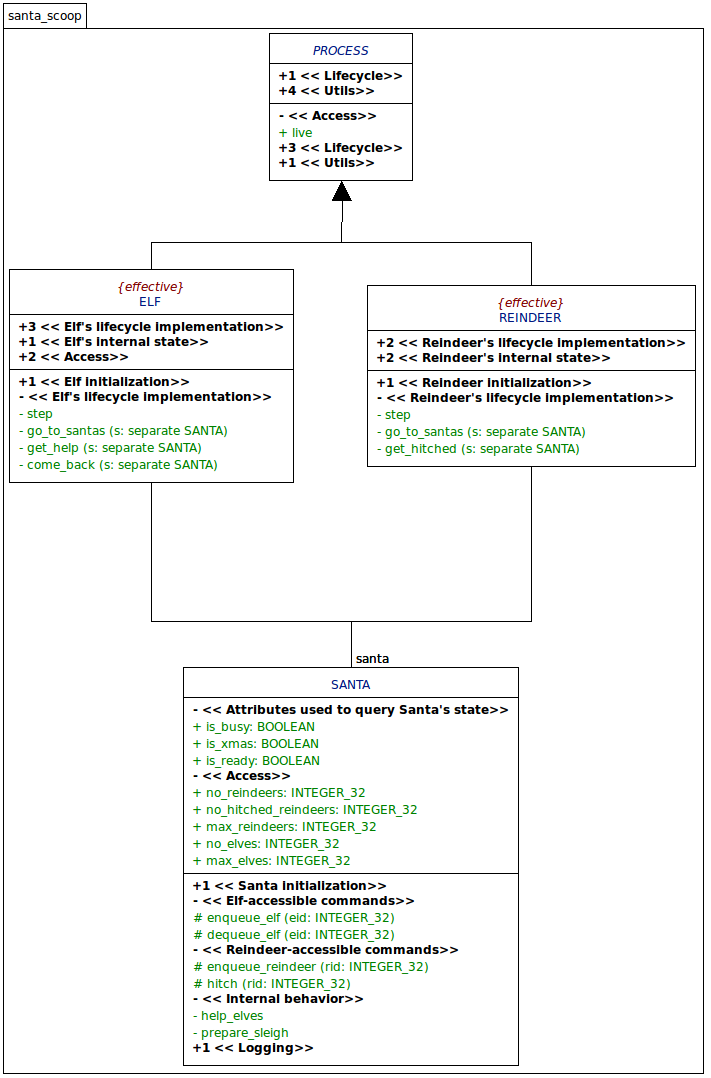 santa_scoop
PROCESS
+1 << Lifecycle>>
+4 << Utils>>
- << Access>>
+ live
+3 << Lifecycle>>
+1 << Utils>>
{effective}
ELF
+3 << Elf's lifecycle implementation>>
+1 << Elf's internal state>>
+2 << Access>>
+1 << Elf initialization>>
- << Elf's lifecycle implementation>>
- step
- go_to_santas (s: separate SANTA)
- get_help (s: separate SANTA)
- come_back (s: separate SANTA)
{effective}
REINDEER
+2 << Reindeer's lifecycle implementation>>
+2 << Reindeer's internal state>>
+1 << Reindeer initialization>>
- << Reindeer's lifecycle implementation>>
- step
- go_to_santas (s: separate SANTA)
- get_hitched (s: separate SANTA)
santa
SANTA
- << Attributes used to query Santa's state>>
+ is_busy: BOOLEAN
+ is_xmas: BOOLEAN
+ is_ready: BOOLEAN
- << Access>>
+ no_reindeers: INTEGER_32
+ no_hitched_reindeers: INTEGER_32
+ max_reindeers: INTEGER_32
+ no_elves: INTEGER_32
+ max_elves: INTEGER_32
+1 << Santa initialization>>
- << Elf-accessible commands>>
# enqueue_elf (eid: INTEGER_32)
# dequeue_elf (eid: INTEGER_32)
- << Reindeer-accessible commands>>
# enqueue_reindeer (rid: INTEGER_32)
# hitch (rid: INTEGER_32)
- << Internal behavior>>
- help_elves
- prepare_sleigh
+1 << Logging>>